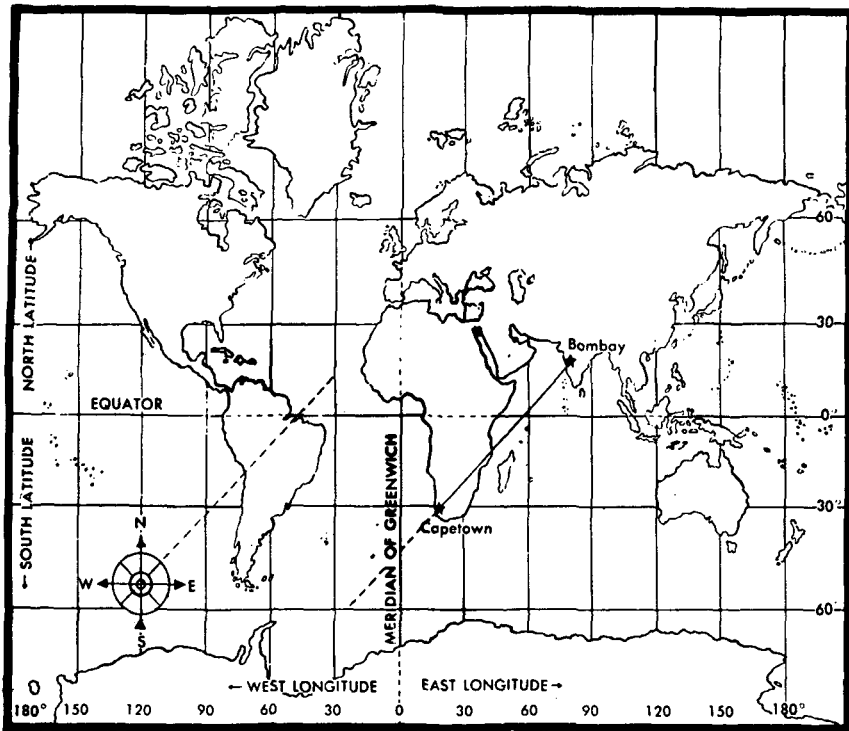 60
NORTH LATITUDE →
30
Bombay
EQUATOR
0°
MERIDIAN OF GREENWICH
← SOUTH LATITUDE
30°
Capetown
N
W
E
S
60
← WEST LONGITUDE
EAST LONGITUDE →
180° 150 120 90 60 30 0 30 60 90 120 150 180°